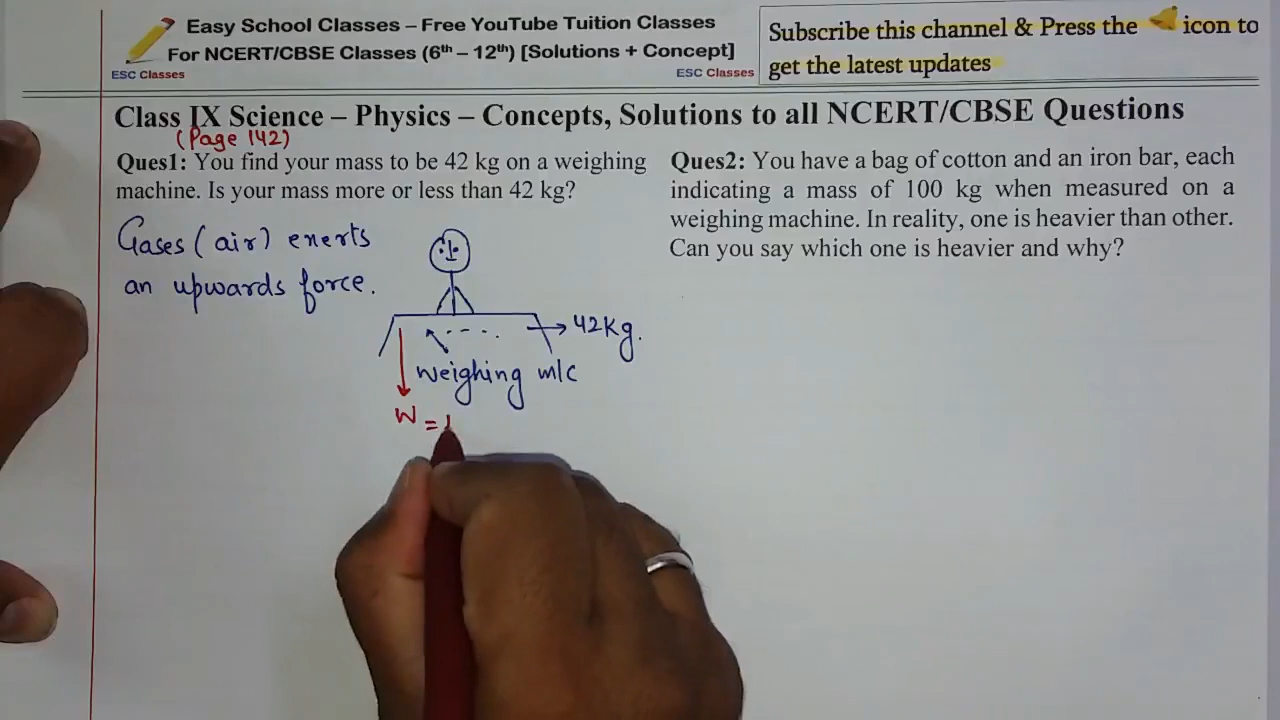 Easy School Classes – Free YouTube Tuition Classes
For NCERT/CBSE Classes (6th – 12th) [Solutions + Concept]
ESC Classes
ESC Classes
Subscribe this channel & Press the icon to
get the latest updates
Class IX Science – Physics – Concepts, Solutions to all NCERT/CBSE Questions
(Page 142)
Ques1: You find your mass to be 42 kg on a weighing
machine. Is your mass more or less than 42 kg?
Gases (air) exerts
an upwards force.
42Kg.
weighing m/c
W =
Ques2: You have a bag of cotton and an iron bar, each
indicating a mass of 100 kg when measured on a
weighing machine. In reality, one is heavier than other.
Can you say which one is heavier and why?